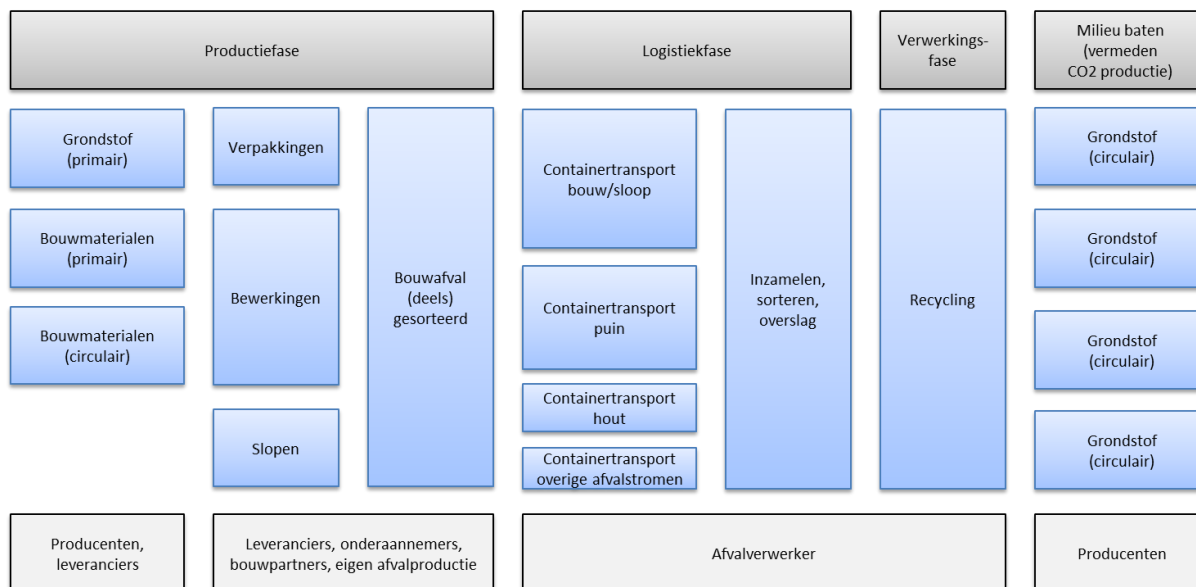 Productiefase
Logistiekfase
Verwerkings-
fase
Milieu baten
(vermeden
CO2 productie)
Grondstof
(primair)
Bouwmaterialen
(primair)
Bouwmaterialen
(circulair)
Verpakkingen
Bewerkingen
Slopen
Bouwafval
(deels)
gesorteerd
Containertransport
bouw/sloop
Containertransport
puin
Containertransport
hout
Containertransport
overige afvalstromen
Inzamelen,
sorteren,
overslag
Recycling
Grondstof
(circulair)
Grondstof
(circulair)
Grondstof
(circulair)
Grondstof
(circulair)
Producenten,
leveranciers
Leveranciers, onderaannemers,
bouwpartners, eigen afvalproductie
Afvalverwerker
Producenten